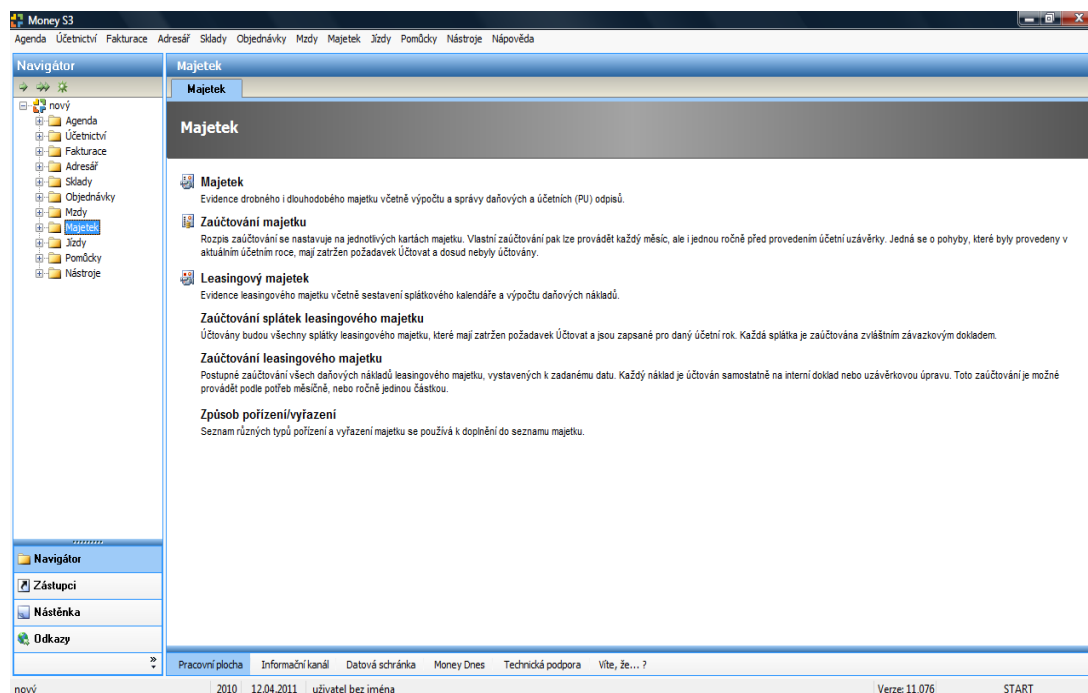 Money S3
Agenda Účetnictví Fakturace Adresář Sklady Objednávky Mzdy Majetek Jízdy Pomůcky Nástroje Nápověda
Navigátor
nový
Agenda
Účetnictví
Fakturace
Adresář
Sklady
Objednávky
Mzdy
Majetek
Jízdy
Pomůcky
Nástroje
Navigátor
Zástupci
Nástěnka
Odkazy
Majetek
Majetek
Majetek
Majetek
Evidence drobného i dlouhodobého majetku včetně výpočtu a správy daňových a účetních (PU) odpisů.
Zaúčtování majetku
Rozpis zaúčtování se nastavuje na jednotlivých kartách majetku. Vlastní zaúčtování pak lze provádět každý měsíc, ale i jednou ročně před provedením účetní uzávěrky. Jedná se o pohyby, které byly provedeny v
aktuálním účetním roce, mají zatržen požadavek Účtovat a dosud nebyly účtovány.
Leasingový majetek
Evidence leasingového majetku včetně sestavení splátkového kalendáře a výpočtu daňových nákladů.
Zaúčtování splátek leasingového majetku
Účtovány budou všechny splátky leasingového majetku, které mají zatržen požadavek Účtovat a jsou zapsané pro daný účetní rok. Každá splátka je zaúčtována zvláštním závazkovým dokladem.
Zaúčtování leasingového majetku
Postupné zaúčtování všech daňových nákladů leasingového majetku, vystavených k zadanému datu. Každý náklad je účtován samostatně na interní doklad nebo uzávěrkovou úpravu. Toto zaúčtování je možné
provádět podle potřeb měsíčně, nebo ročně jedinou částkou.
Způsob pořízení/vyřazení
Seznam různých typů pořízení a vyřazení majetku se používá k doplnění do seznamu majetku.
Pracovní plocha Informační kanál Datová schránka Money Dnes Technická podpora Víte, že... ?
nový 2010 12.04.2011 uživatel bez jména Verze: 11.076 START